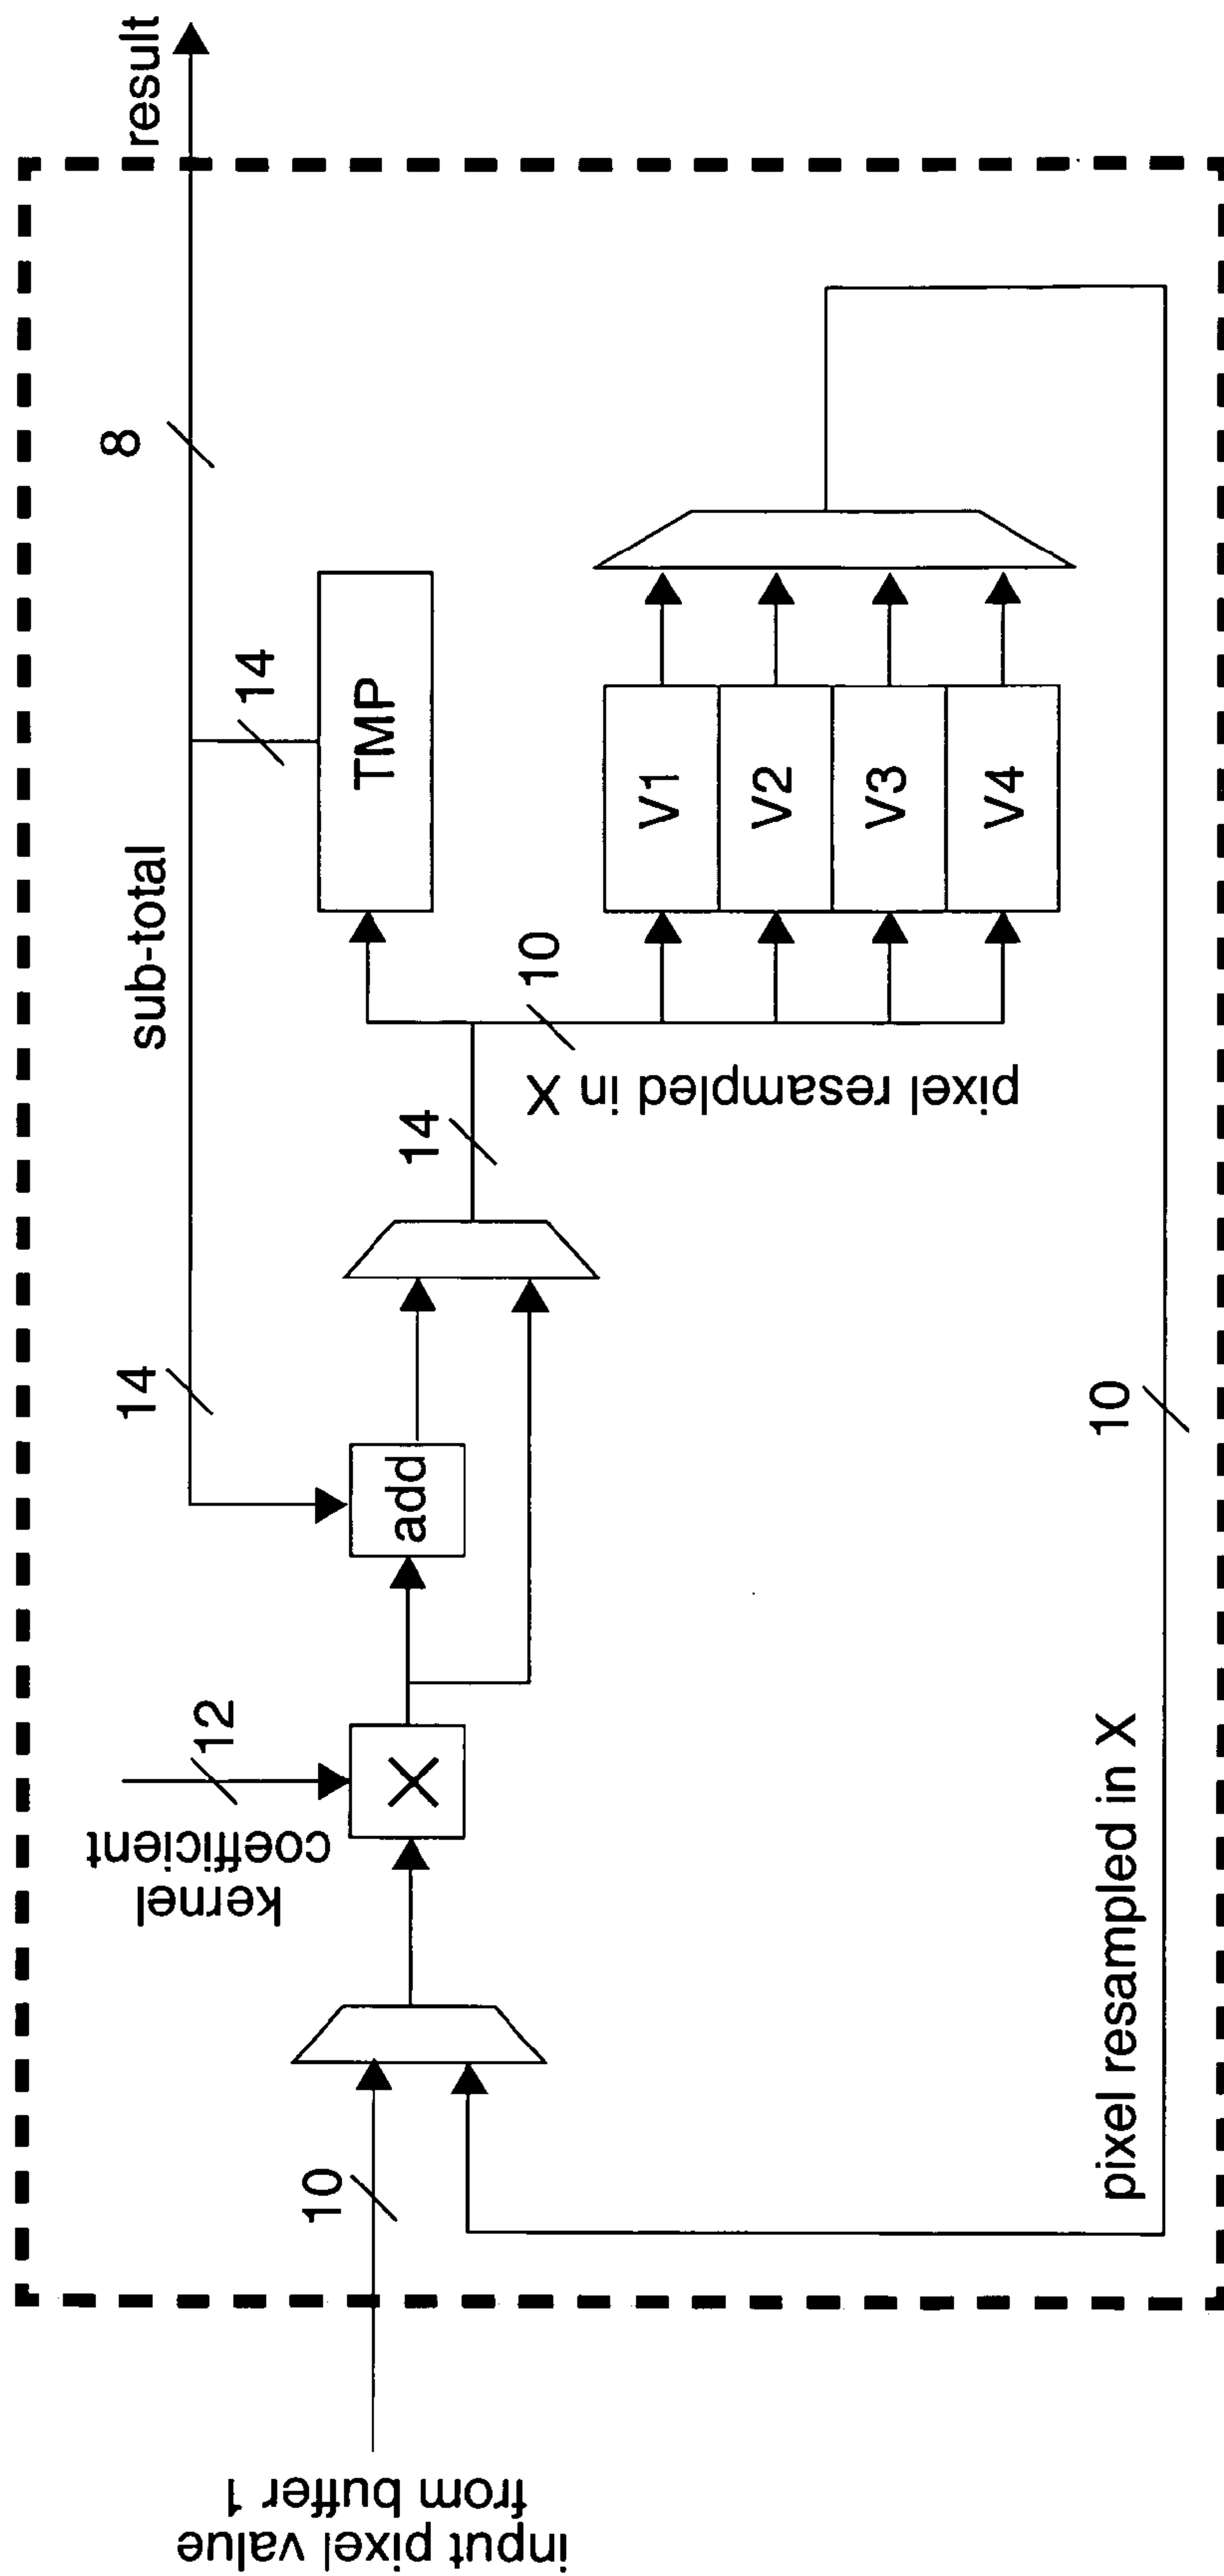 result
8
sub-total
14
14
TMP
V1
V2
V3
V4
10
pixel resampled in X
14
add
12
kernel
coefficient
X
10
pixel resampled in X
10
input pixel value
from buffer 1